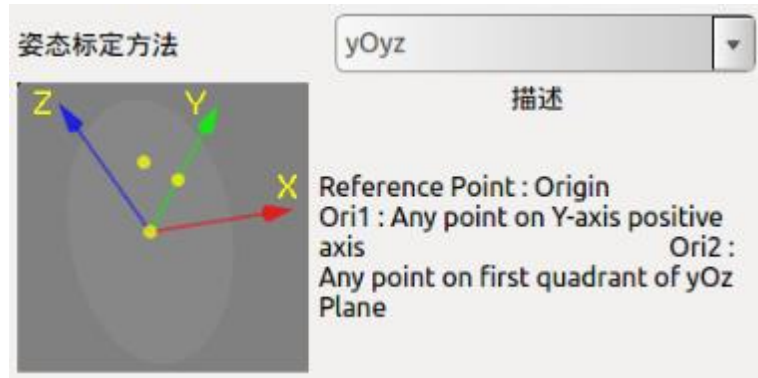 姿态标定方法
yOyz
描述
Z
Y
X
Reference Point : Origin
Ori1 : Any point on Y-axis positive
axis Ori2 :
Any point on first quadrant of yOz
Plane